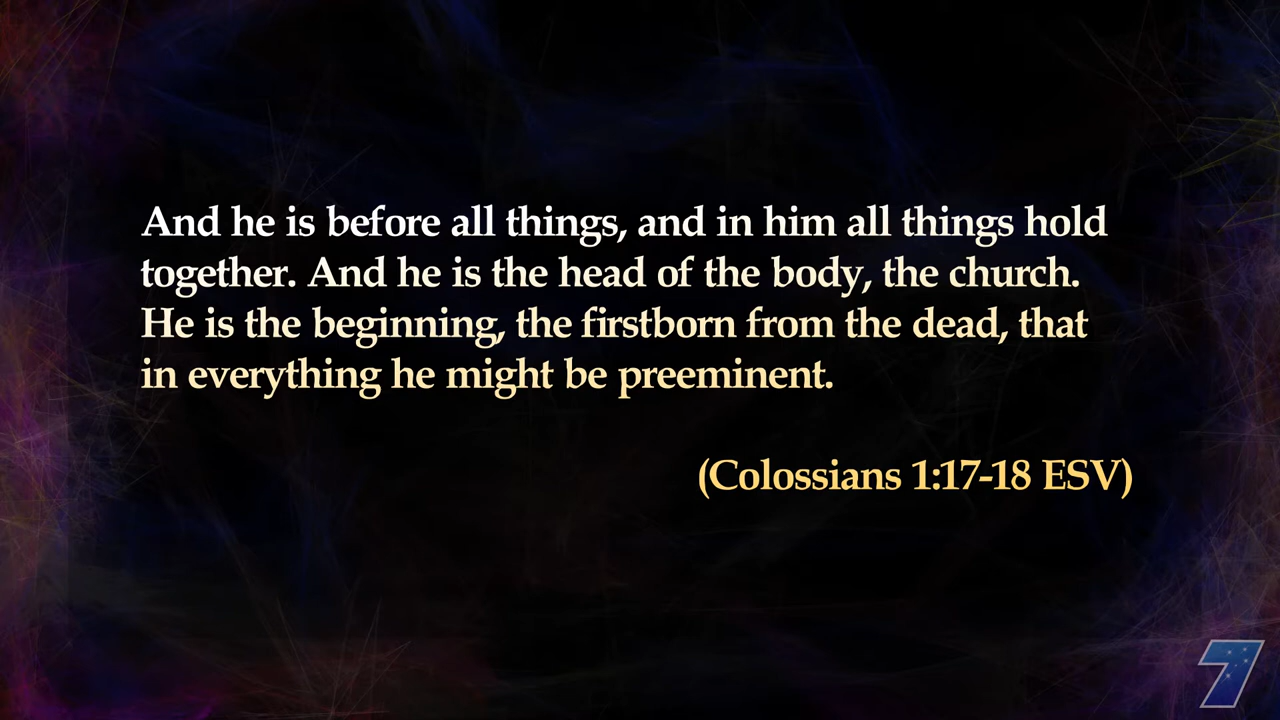 And he is before all things, and in him all things hold
together. And he is the head of the body, the church.
He is the beginning, the firstborn from the dead, that
in everything he might be preeminent.
(Colossians 1:17-18 ESV)
7